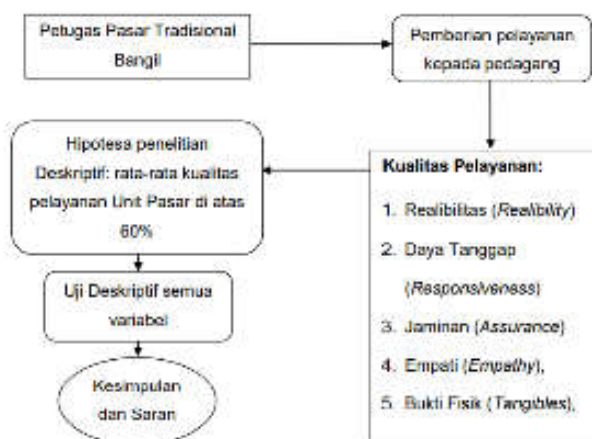 Petugas Pasar Tradisional
Bangil
Pemberian pelayanan
kepada pedagang
Kualitas Pelayanan:
1. Realibilitas (Realibility)
2. Daya Tanggap
(Responsiveness)
3. Jaminan (Assurance)
4. Empati (Empathy),
5. Bukti Fisik (Tangibles),
Hipotesa penelitian
Deskriptif: rata-rata kualitas
pelayanan Unit Pasar di atas
60%
Uji Deskriptif semua
variabel
Kesimpulan
dan Saran